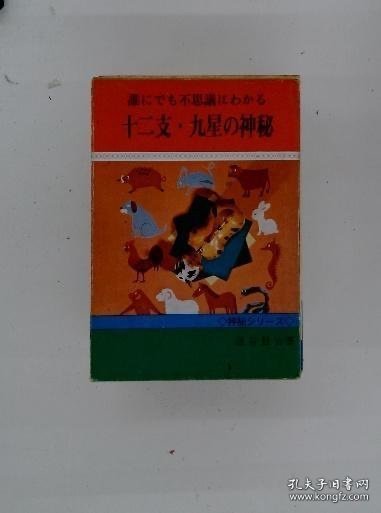 誰にでも不思議にわかる
十二支・九星の神秘
◇神秘シリーズ◇
孔夫子旧书网
www.kongfz.com